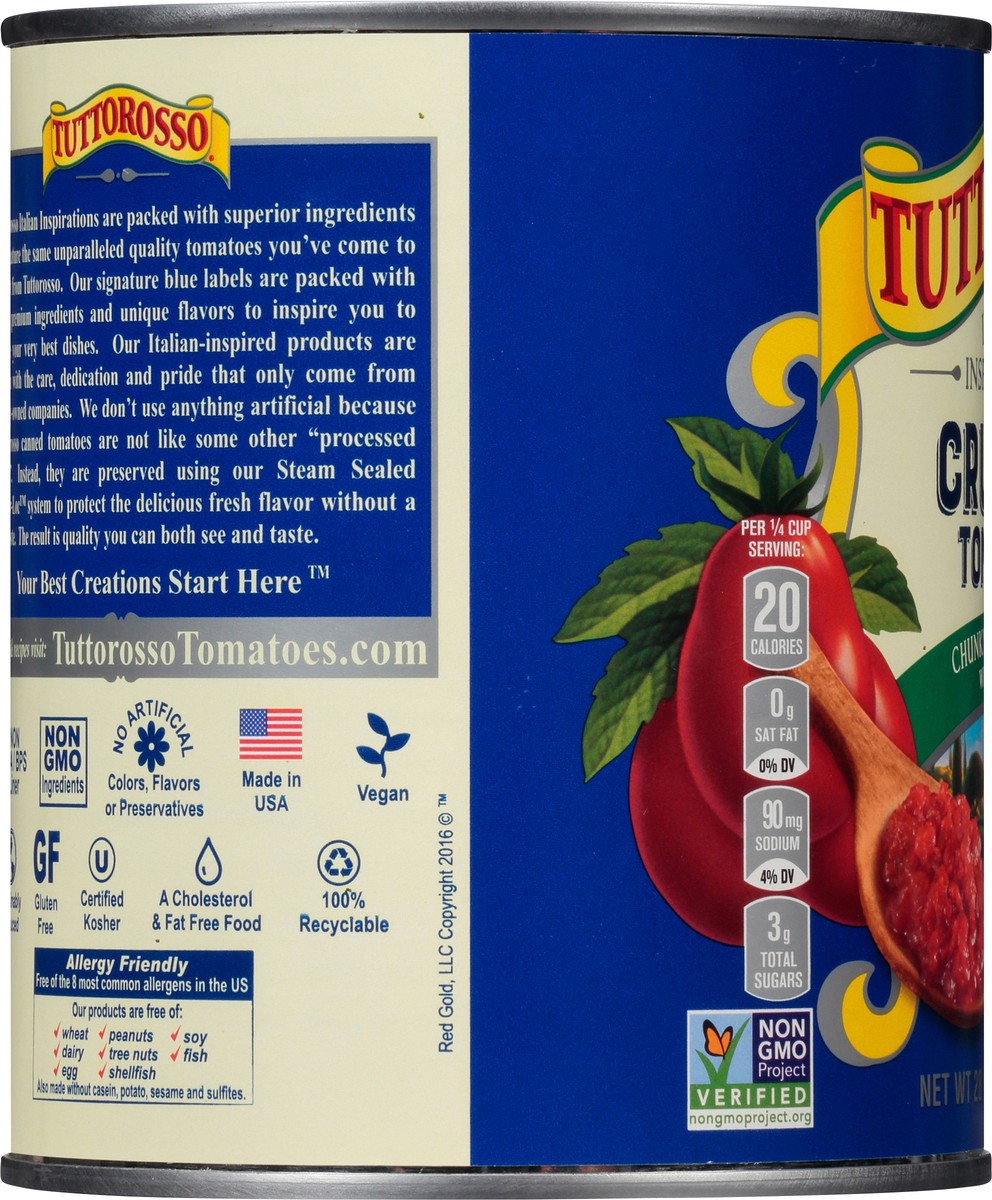 TUTTOROSSO
Italian Inspirations are packed with superior ingredients
the same unparalleled quality tomatoes you've come to
from Tuttorosso. Our signature blue labels are packed with
ingredients and unique flavors to inspire you to
very best dishes. Our Italian-inspired products are
the care, dedication and pride that only come from
companies. We don't use anything artificial because
canned tomatoes are not like some other “processed
Instead, they are preserved using our Steam Sealed
system to protect the delicious fresh flavor without a
The result is quality you can both see and taste.
Your Best Creations Start Here™
recipes visit: TuttorossoTomatoes.com
BPS
NON
GMO
Ingredients
NO ARTIFICIAL
Colors, Flavors
or Preservatives
Made in
USA
Vegan
GF
Gluten
Free
U
Certified
Kosher
A Cholesterol
& Fat Free Food
100%
Recyclable
Allergy Friendly
Free of the 8 most common allergens in the US
Our products are free of:
wheat peanuts soy
dairy tree nuts fish
egg shellfish
Also made without casein, potato, sesame and sulfites.
Red Gold, LLC Copyright 2016 ©™
TUTT
INS
CRU
TO
CHUNK
PER 1/4 CUP
SERVING:
20
CALORIES
0g
SAT FAT
0% DV
90mg
SODIUM
4% DV
3g
TOTAL
SUGARS
NON
GMO
Project
VERIFIED
nongmoproject.org
NET WT 2